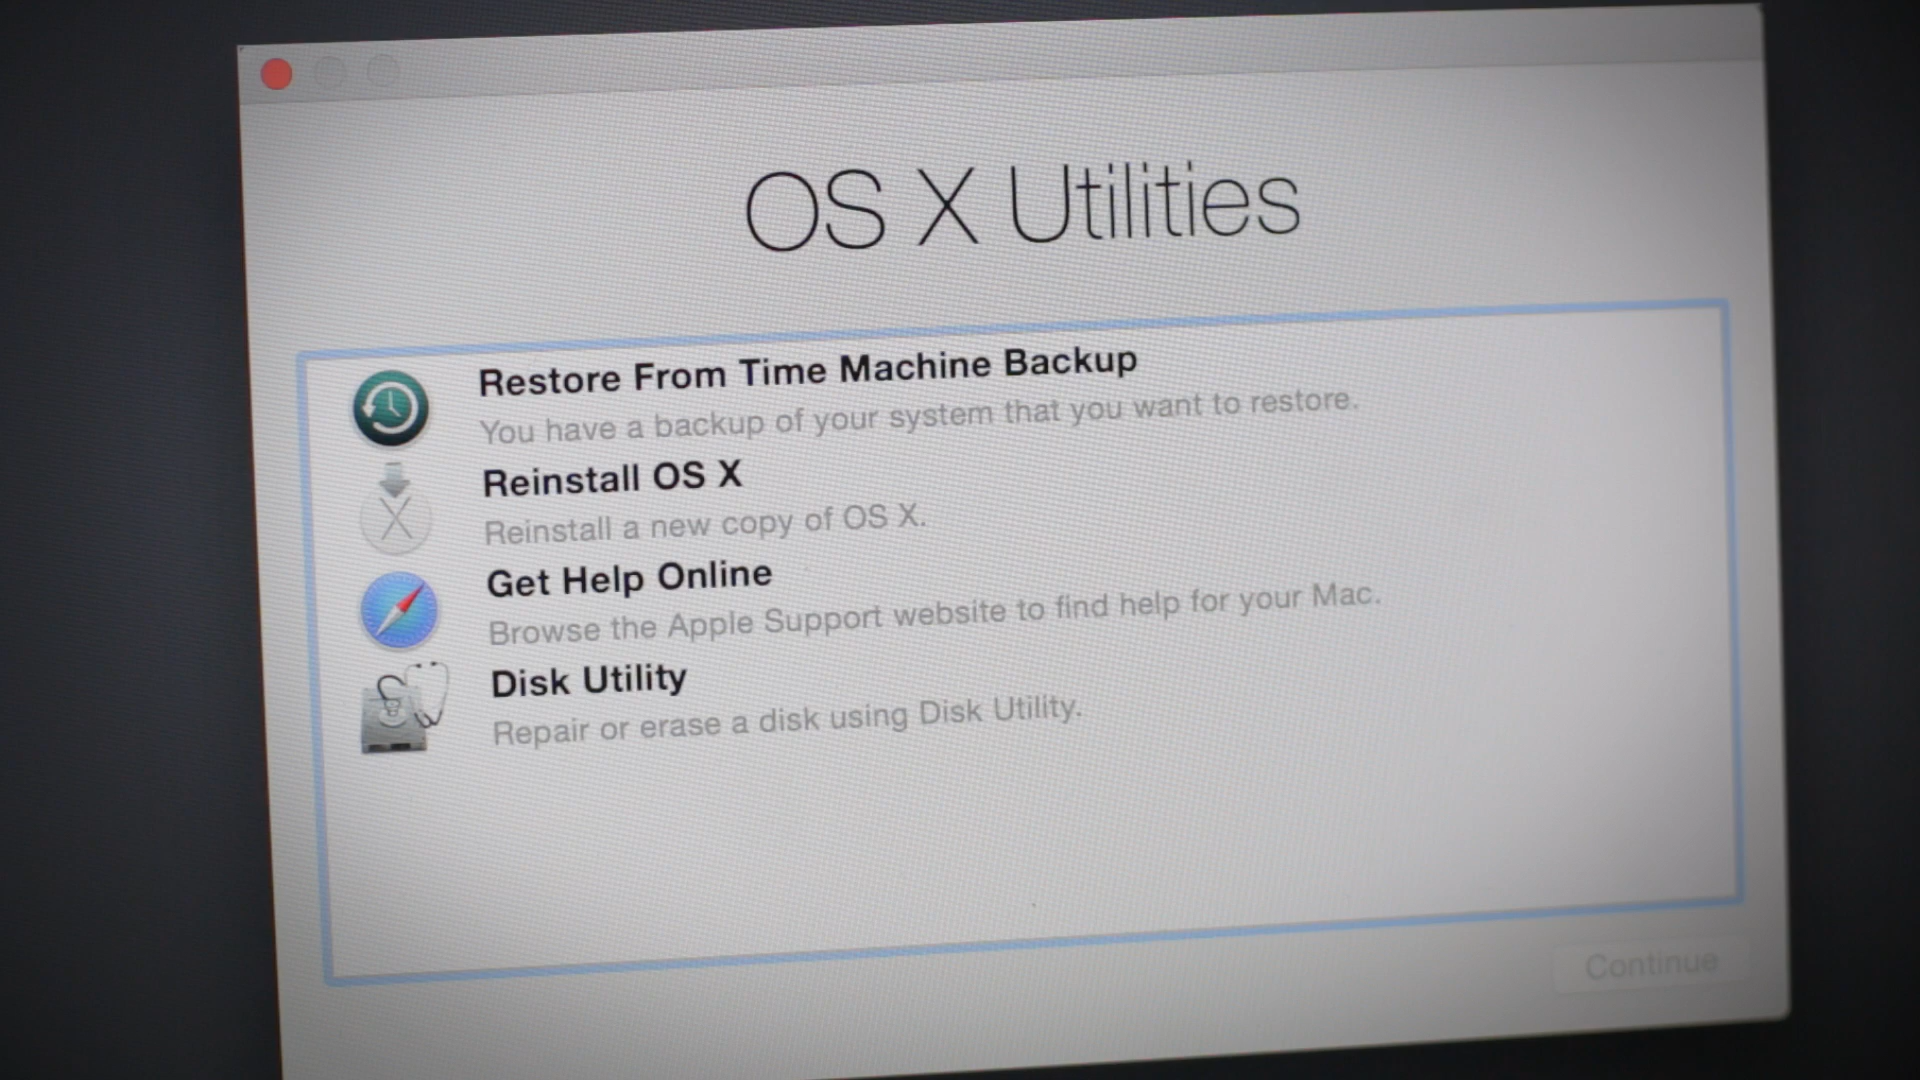 OS X Utilities
Restore From Time Machine Backup
You have a backup of your system that you want to restore.
Reinstall OS X
Reinstall a new copy of OS X.
Get Help Online
Browse the Apple Support website to find help for your Mac.
Disk Utility
Repair or erase a disk using Disk Utility.
Continue